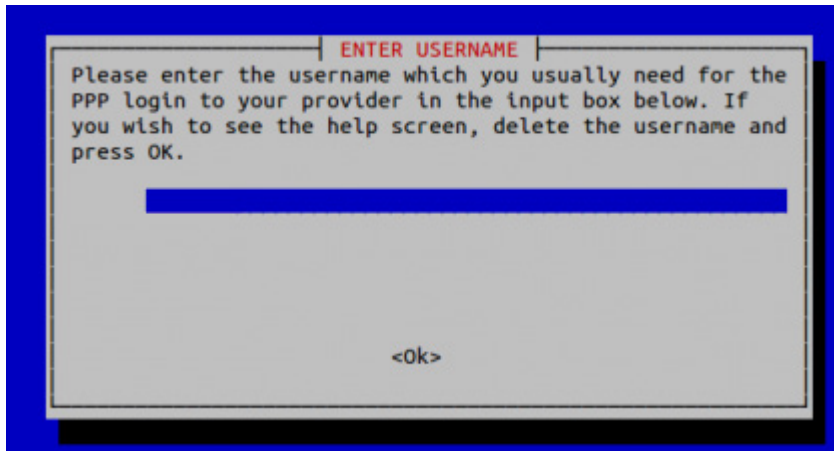 ENTER USERNAME
Please enter the username which you usually need for the
PPP login to your provider in the input box below. If
you wish to see the help screen, delete the username and
press OK.
<Ok>